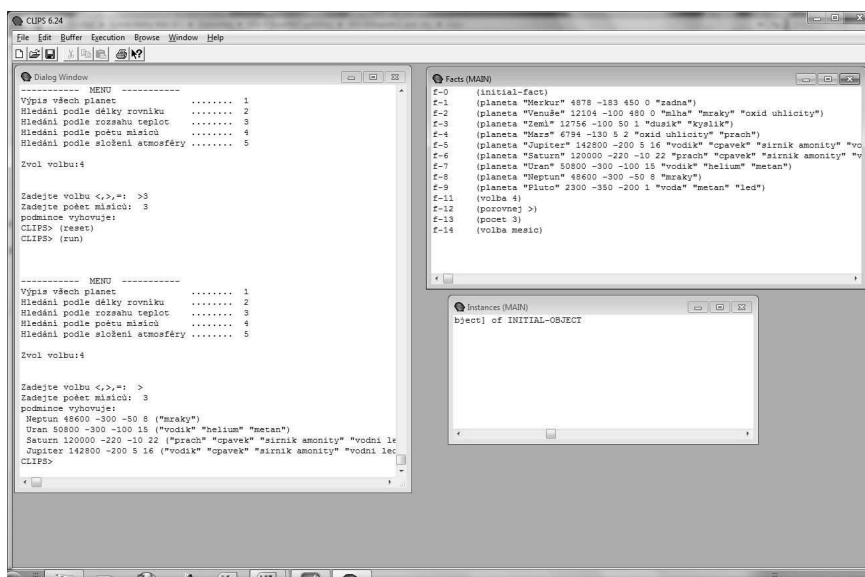 CLIPS 6.24
File Edit Buffer Execution Browse Window Help
Dialog Window
----------- MENU -----------
Výpis všech planet ........ 1
Hledání podle délky rovníku ........ 2
Hledání podle rozsahu teplot ........ 3
Hledání podle poètu mìsícù ........ 4
Hledání podle složení atmosféry ........ 5
Zvol volbu:4
Zadejte volbu <,>,=: >3
Zadejte poèet mìsícù: 3
podmince vyhovuje:
CLIPS> (reset)
CLIPS> (run)
----------- MENU -----------
Výpis všech planet ........ 1
Hledání podle délky rovníku ........ 2
Hledání podle rozsahu teplot ........ 3
Hledání podle poètu mìsícù ........ 4
Hledání podle složení atmosféry ........ 5
Zvol volbu:4
Zadejte volbu <,>,=: >
Zadejte poèet mìsícù: 3
podmince vyhovuje:
Neptun 48600 -300 -50 8 ("mraky")
Uran 50800 -300 -100 15 ("vodik" "helium" "metan")
Saturn 120000 -220 -10 22 ("prach" "cpavek" "sirnik amonity" "vodni le
Jupiter 142800 -200 5 16 ("vodik" "cpavek" "sirnik amonity" "vodni led
CLIPS>
Facts (MAIN)
f-0 (initial-fact)
f-1 (planeta "Merkur" 4878 -183 450 0 "zadna")
f-2 (planeta "Venuše" 12104 -100 480 0 "mlha" "mraky" "oxid uhlicity")
f-3 (planeta "Zemì" 12756 -100 50 1 "dusik" "kyslik")
f-4 (planeta "Mars" 6794 -130 5 2 "oxid uhlicity" "prach")
f-5 (planeta "Jupiter" 142800 -200 5 16 "vodik" "cpavek" "sirnik amonity" "vo
f-6 (planeta "Saturn" 120000 -220 -10 22 "prach" "cpavek" "sirnik amonity" "v
f-7 (planeta "Uran" 50800 -300 -100 15 "vodik" "helium" "metan")
f-8 (planeta "Neptun" 48600 -300 -50 8 "mraky")
f-9 (planeta "Pluto" 2300 -350 -200 1 "voda" "metan" "led")
f-11 (volba 4)
f-12 (porovnej >)
f-13 (pocet 3)
f-14 (volba mesic)
Instances (MAIN)
bject] of INITIAL-OBJECT